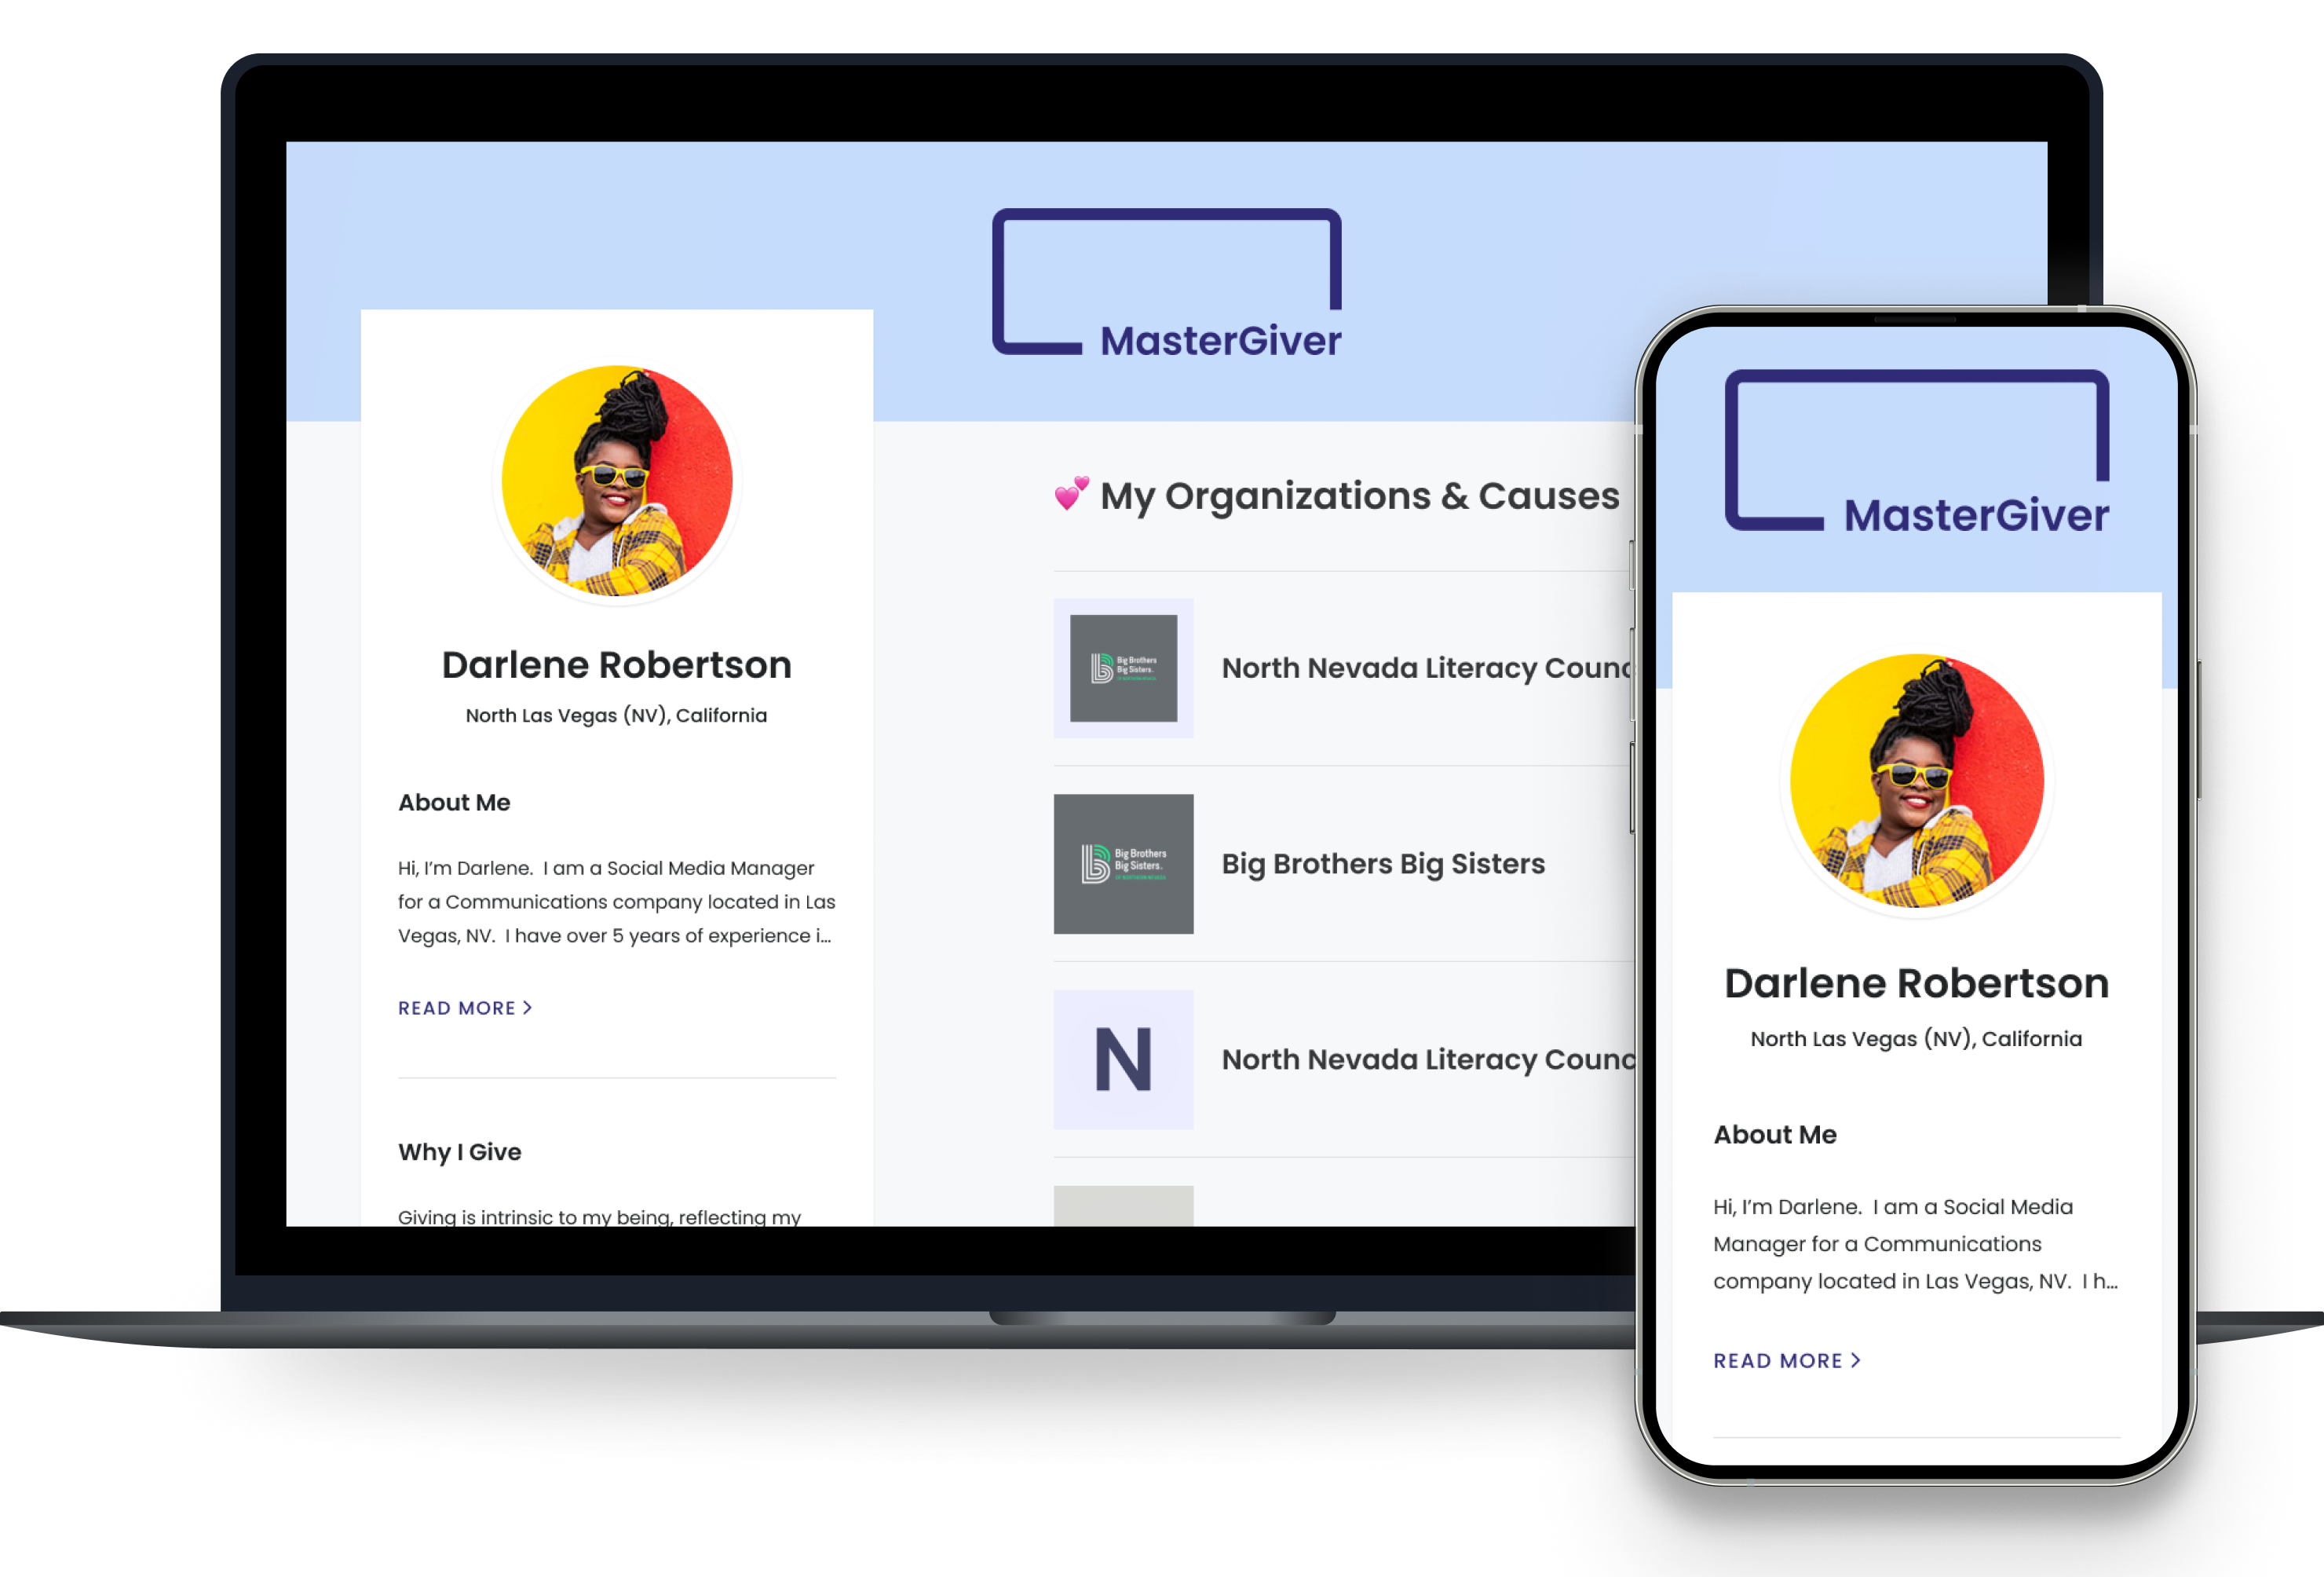 MasterGiver
Darlene Robertson
North Las Vegas (NV), California
About Me
Hi, I'm Darlene.  I am a Social Media Manager
for a Communications company located in Las
Vegas, NV.  I have over 5 years of experience i...
READ MORE >
Why I Give
Giving is intrinsic to my being, reflecting my
💕 My Organizations & Causes
Big Brothers
Big Sisters.
North Nevada Literacy Counc
Big Brothers
Big Sisters.
Big Brothers Big Sisters
N
North Nevada Literacy Counc
MasterGiver
Darlene Robertson
North Las Vegas (NV), California
About Me
Hi, I'm Darlene.  I am a Social Media
Manager for a Communications
company located in Las Vegas, NV.  I h...
READ MORE >